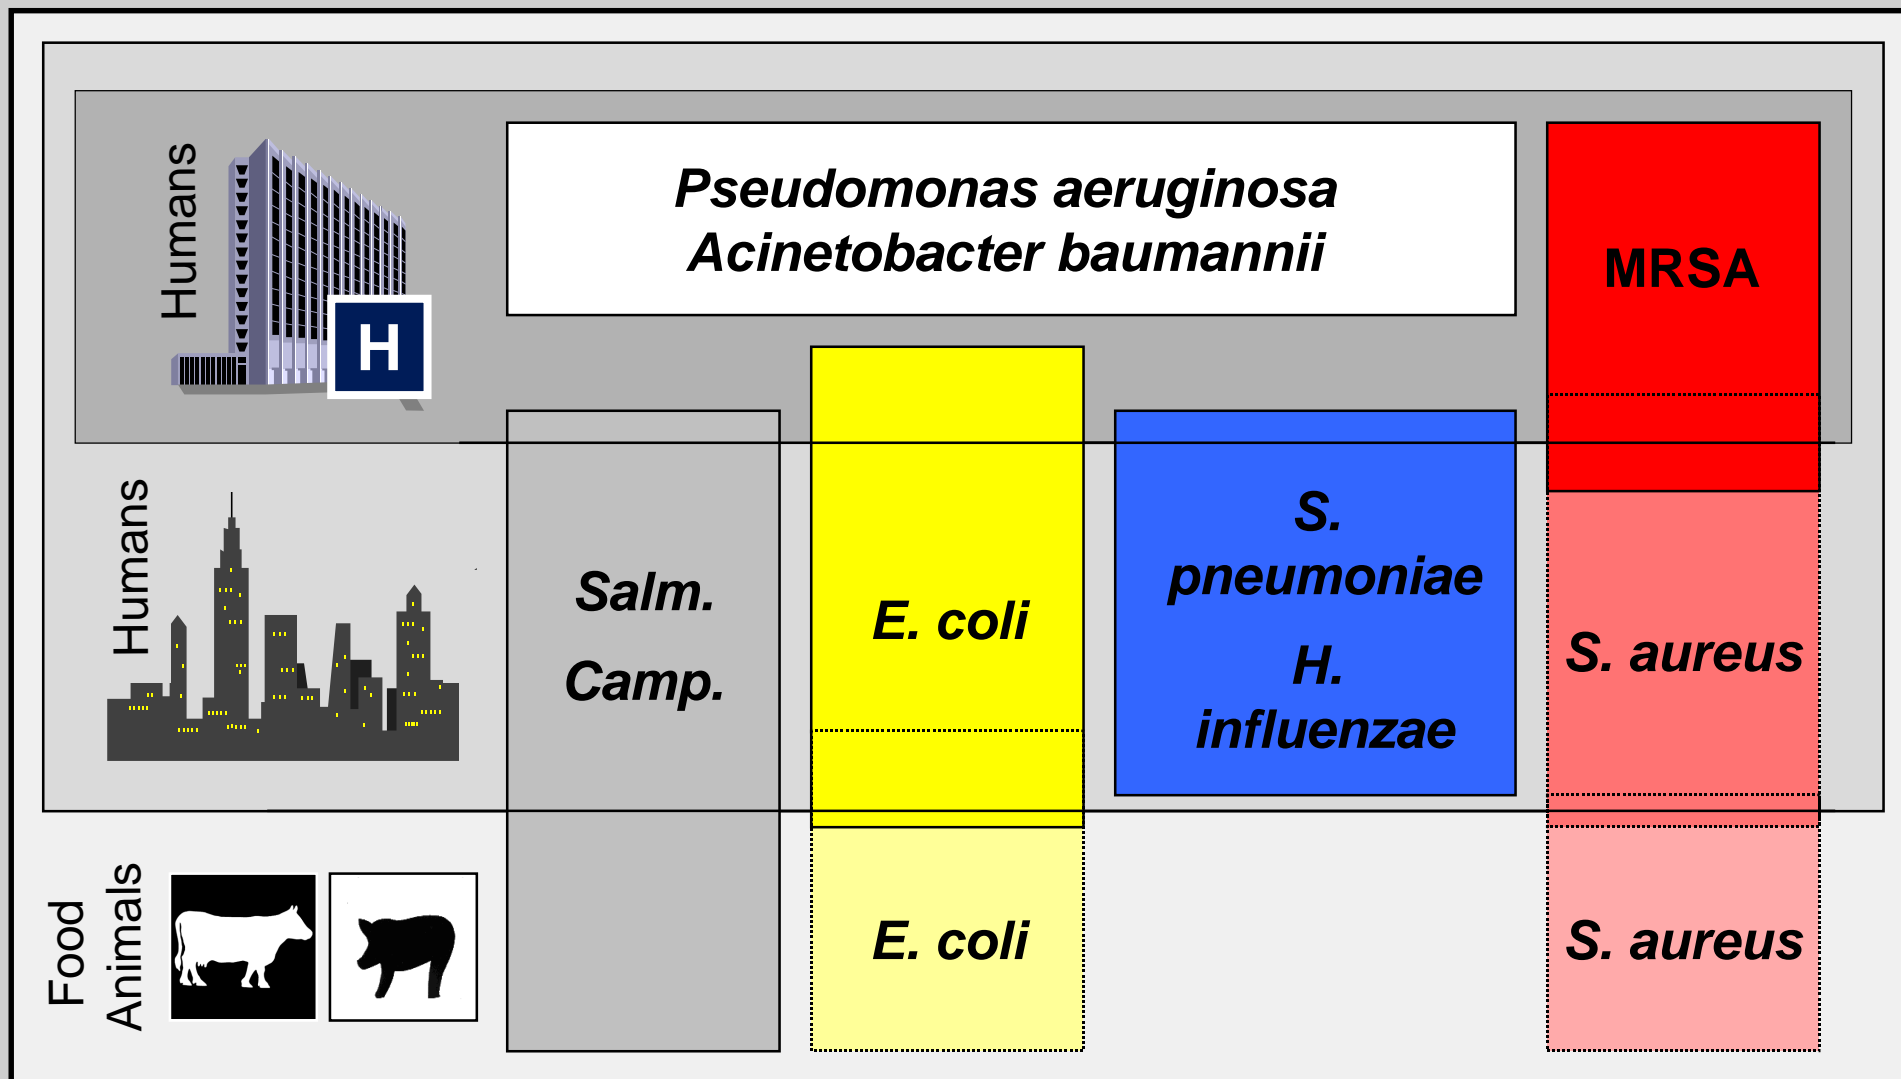 Humans
H
Pseudomonas aeruginosa
Acinetobacter baumannii
MRSA
Humans
Salm.
Camp.
E. coli
S.
pneumoniae
H.
influenzae
S. aureus
Food
Animals
E. coli
S. aureus